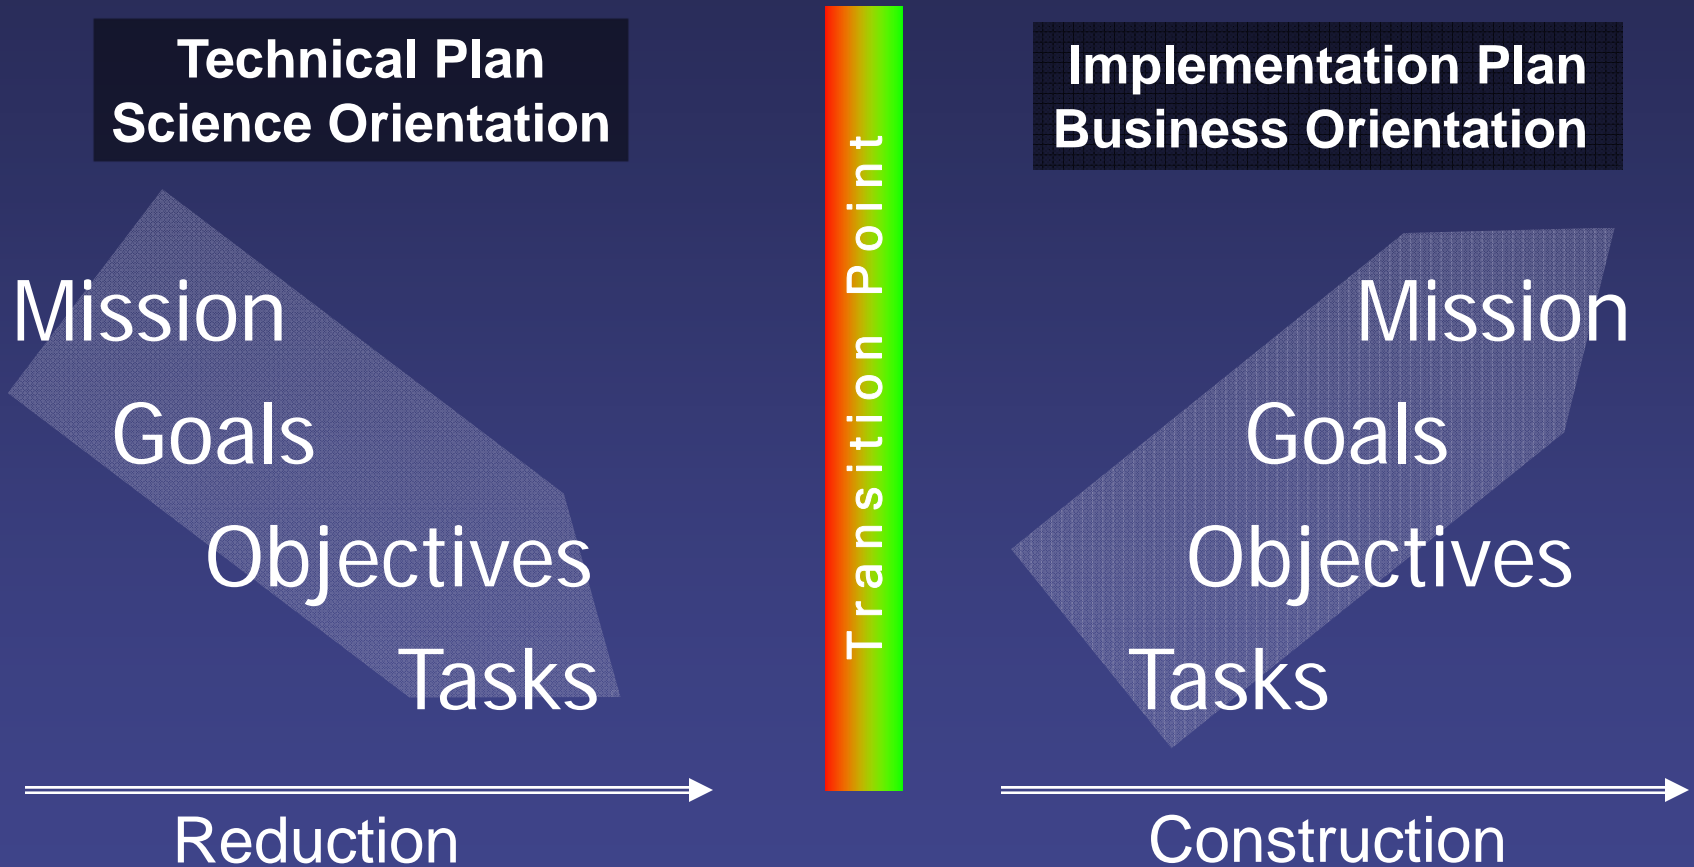 Technical Plan
Science Orientation
Mission
Goals
Objectives
Tasks
Reduction
Transition Point
Implementation Plan
Business Orientation
Mission
Goals
Objectives
Tasks
Construction